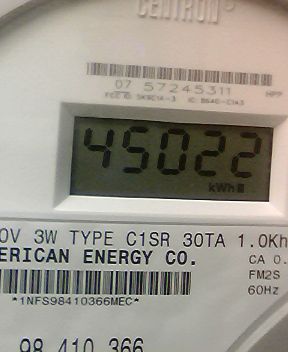 CENTRON®
07 57245311
HPP
45022
kWh
0V 3W TYPE C1SR 30TA 1.0Kh
ERICAN ENERGY CO.
CA 0.
FM2S
60Hz
*1NFS98410366MEC*
98 410 366